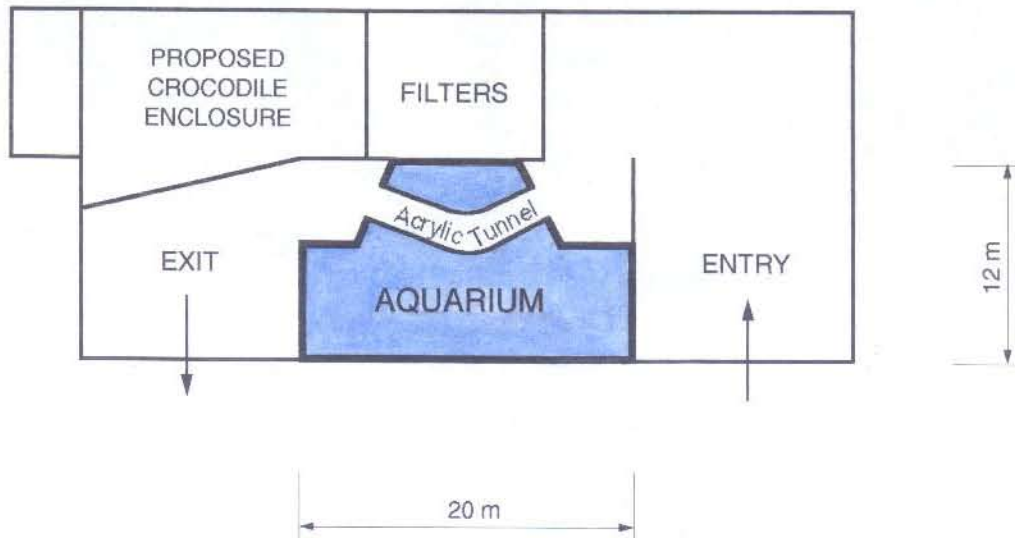 PROPOSED
CROCODILE
ENCLOSURE
FILTERS
Acrylic Tunnel
EXIT
AQUARIUM
ENTRY
12 m
20 m